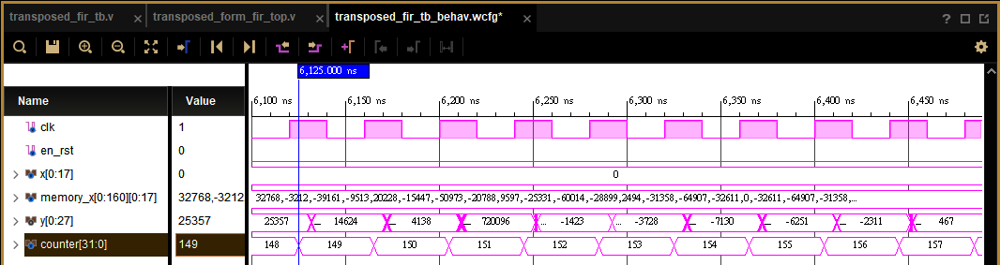 transposed_fir_tb.v × transposed_form_fir_top.v × transposed_fir_tb_behav.wcfg* × ?
6,125.000 ns
Name Value 6,100 ns 6,150 ns 6,200 ns 6,250 ns 6,300 ns 6,350 ns 6,400 ns 6,450 ns
clk 1
en_rst 0
x[0:17] 0 0
memory_x[0:160][0:17] 32768,-3212 32768,-3212,-39161,-9513,20228,-15447,-50973,-20788,9597,-25331,-60014,-28899,2494,-31358,-64907,-32611,0,-32611,-64907,-31358,...
y[0:27] 25357 25357 ... 14624 ... 4138 ... 720096 ... -1423 ... -3728 ... -7130 ... -6251 ... -2311 ... 467
counter[31:0] 149 148 149 150 151 152 153 154 155 156 157